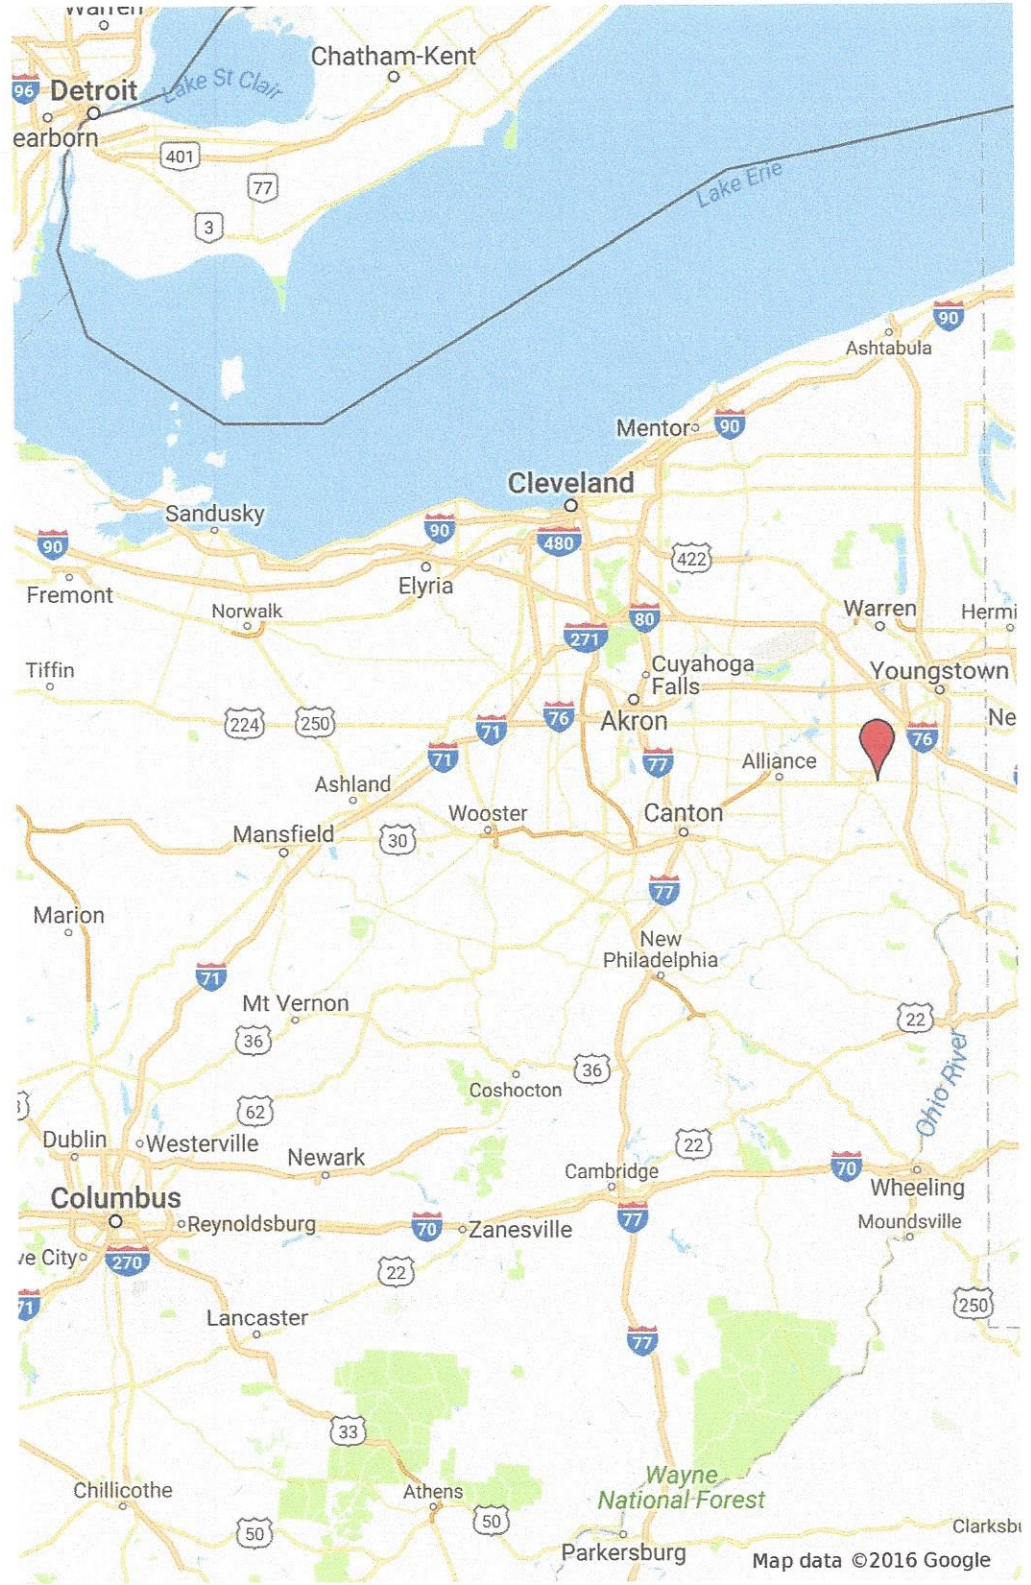 Warren
Chatham-Kent
96
Detroit
Lake St Clair
earborn
401
77
3
Lake Erie
90
Ashtabula
Mentor
90
Cleveland
Sandusky
90
480
90
422
Elyria
Fremont
Norwalk
Warren
Hermi
80
271
Cuyahoga
Falls
Tiffin
Youngstown
224
250
71
76
Akron
Ne
76
71
77
Alliance
Ashland
Wooster
Canton
Mansfield
30
77
Marion
New
Philadelphia
71
Mt Vernon
22
36
36
Coshocton
Ohio River
62
Dublin
Westerville
22
Newark
Cambridge
70
Wheeling
Columbus
Reynoldsburg
70
Zanesville
77
Moundsville
ve City
270
22
71
250
Lancaster
77
33
Wayne
National Forest
Chillicothe
Athens
50
50
Clarksbu
Parkersburg
Map data ©2016 Google